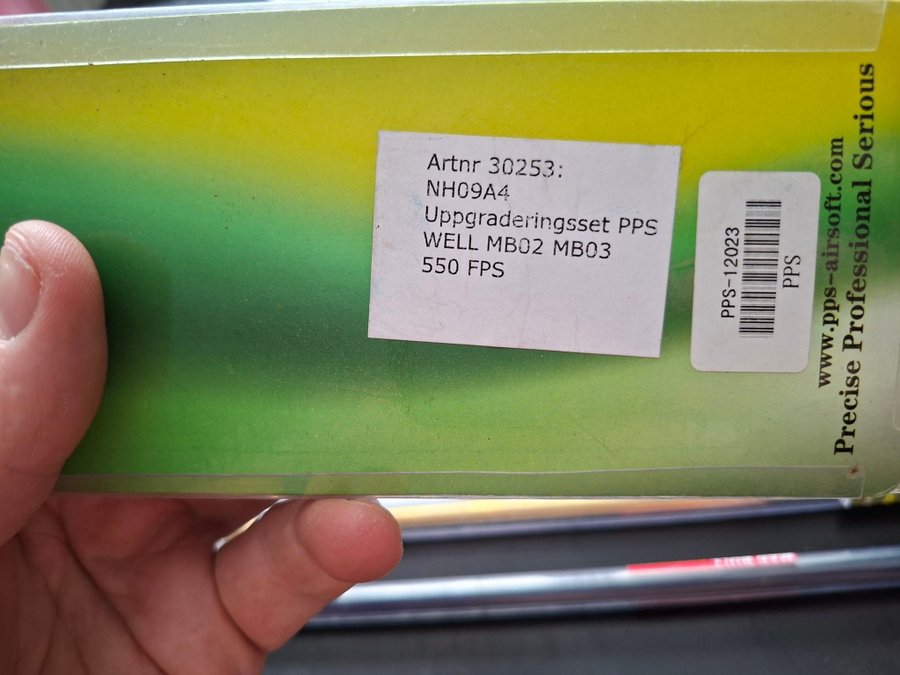 Artnr 30253:
NH09A4
Uppgraderingsset PPS
WELL MB02 MB03
550 FPS
PPS-12023
PPS
www.pps-airsoft.com
Precise Professional Serious